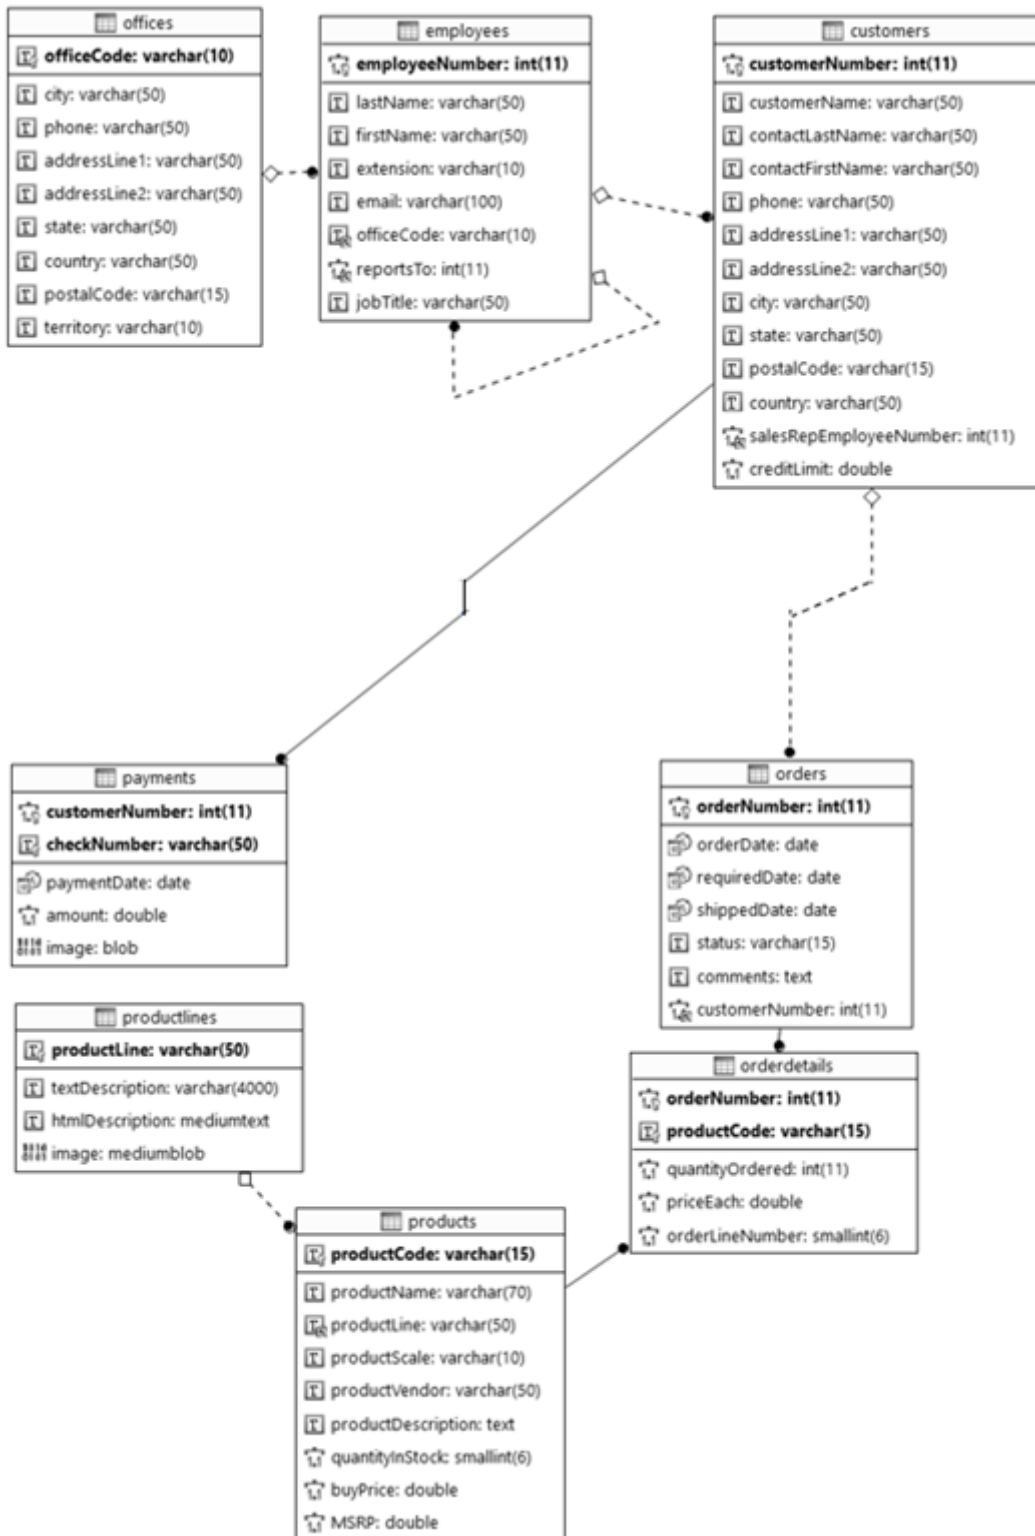 offices
officeCode: varchar(10)
city: varchar(50)
phone: varchar(50)
addressLine1: varchar(50)
addressLine2: varchar(50)
state: varchar(50)
country: varchar(50)
postalCode: varchar(15)
territory: varchar(10)
employees
employeeNumber: int(11)
lastName: varchar(50)
firstName: varchar(50)
extension: varchar(10)
email: varchar(100)
officeCode: varchar(10)
reportsTo: int(11)
jobTitle: varchar(50)
customers
customerNumber: int(11)
customerName: varchar(50)
contactLastName: varchar(50)
contactFirstName: varchar(50)
phone: varchar(50)
addressLine1: varchar(50)
addressLine2: varchar(50)
city: varchar(50)
state: varchar(50)
postalCode: varchar(15)
country: varchar(50)
salesRepEmployeeNumber: int(11)
creditLimit: double
payments
customerNumber: int(11)
checkNumber: varchar(50)
paymentDate: date
amount: double
image: blob
orders
orderNumber: int(11)
orderDate: date
requiredDate: date
shippedDate: date
status: varchar(15)
comments: text
customerNumber: int(11)
productlines
productLine: varchar(50)
textDescription: varchar(4000)
htmlDescription: mediumtext
image: mediumblob
orderdetails
orderNumber: int(11)
productCode: varchar(15)
quantityOrdered: int(11)
priceEach: double
orderLineNumber: smallint(6)
products
productCode: varchar(15)
productName: varchar(70)
productLine: varchar(50)
productScale: varchar(10)
productVendor: varchar(50)
productDescription: text
quantityInStock: smallint(6)
buyPrice: double
MSRP: double